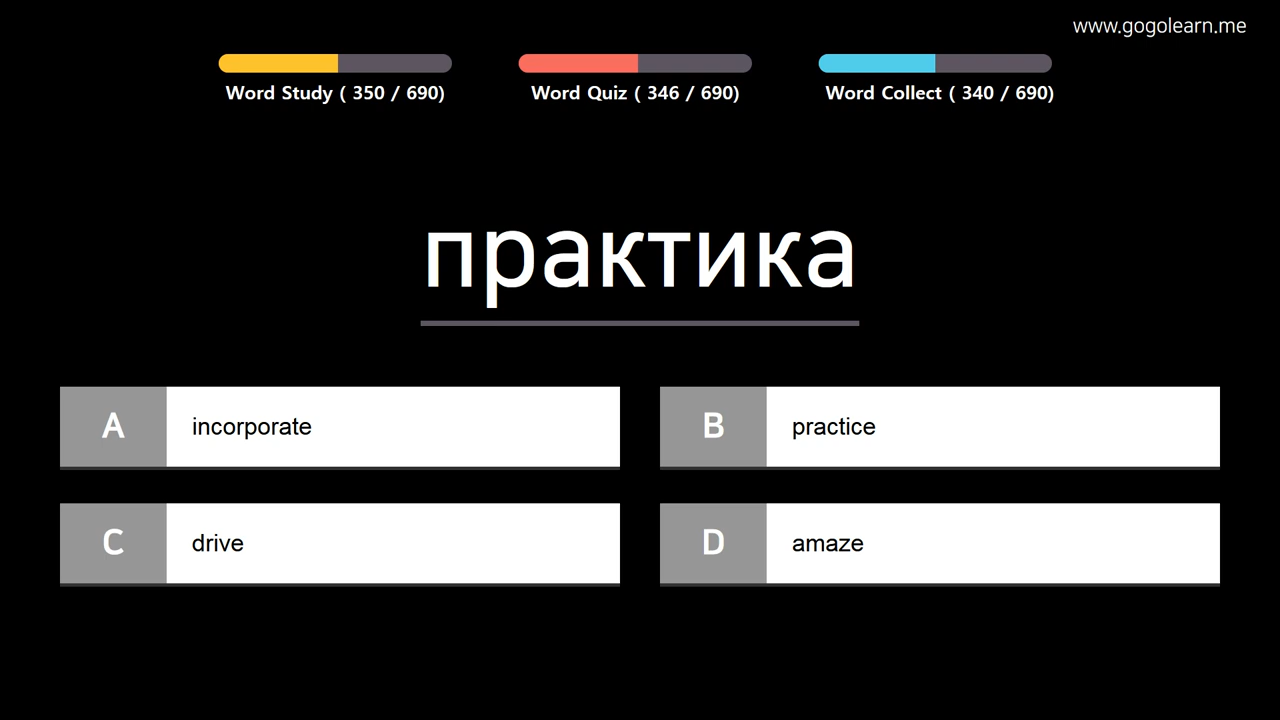 www.gogolearn.me
Word Study ( 350 / 690)
Word Quiz ( 346 / 690)
Word Collect ( 340 / 690)
практика
A incorporate
B practice
C drive
D amaze